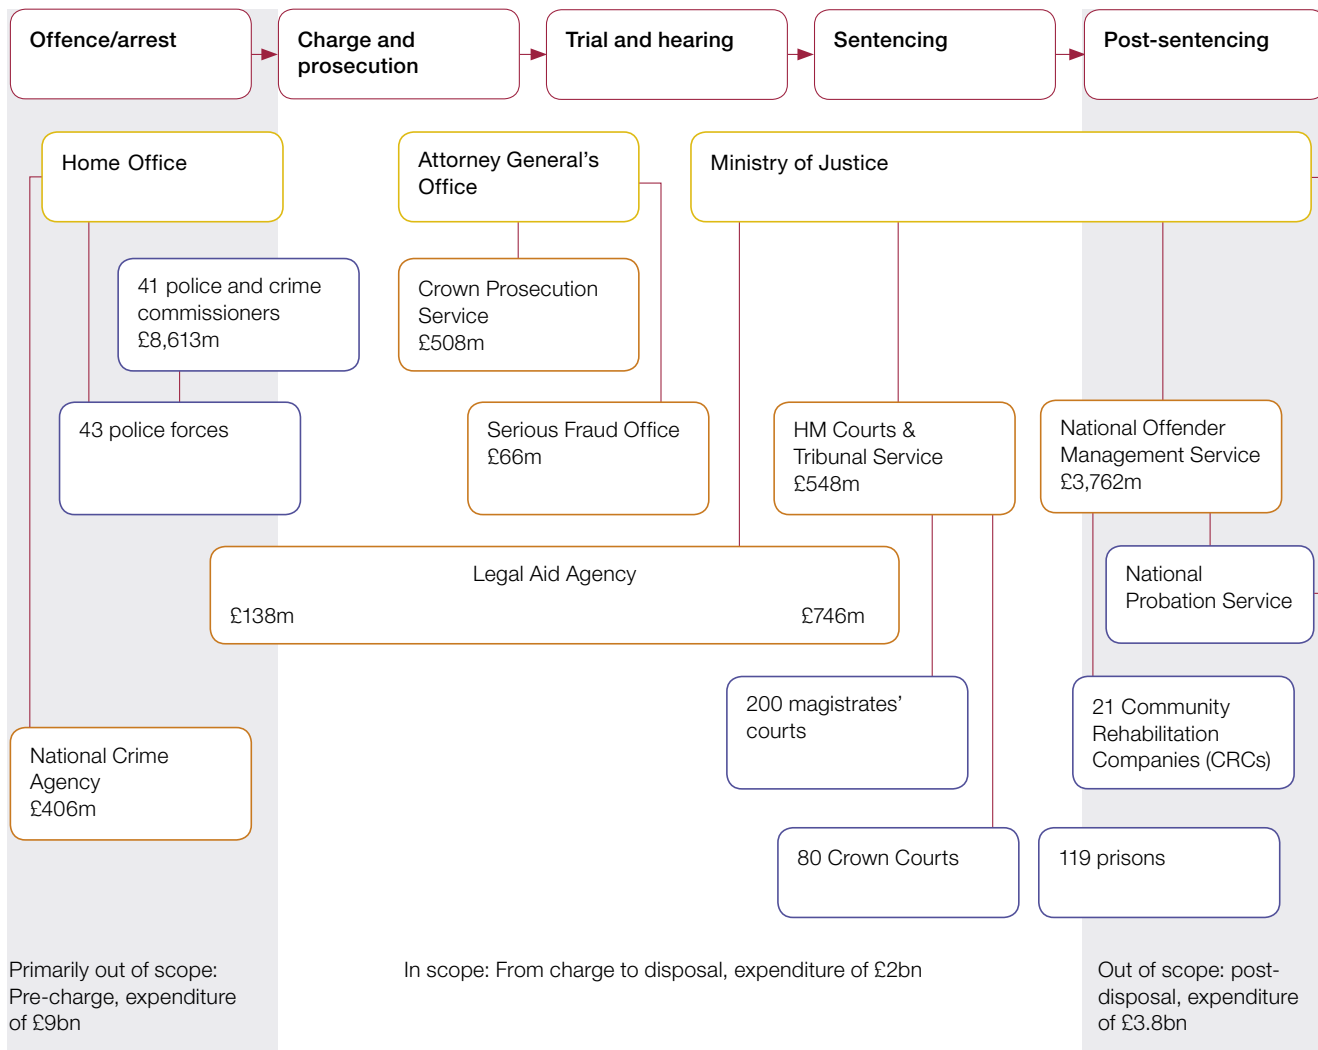 Offence/arrest
Charge and
prosecution
Trial and hearing
Sentencing
Post-sentencing
Home Office
Attorney General’s
Office
Ministry of Justice
41 police and crime
commissioners
£8,613m
Crown Prosecution
Service
£508m
43 police forces
Serious Fraud Office
£66m
HM Courts &
Tribunal Service
£548m
National Offender
Management Service
£3,762m
Legal Aid Agency
£138m
£746m
National
Probation Service
200 magistrates’
courts
21 Community
Rehabilitation
Companies (CRCs)
National Crime
Agency
£406m
80 Crown Courts
119 prisons
Primarily out of scope:
Pre-charge, expenditure
of £9bn
In scope: From charge to disposal, expenditure of £2bn
Out of scope: post-
disposal, expenditure
of £3.8bn